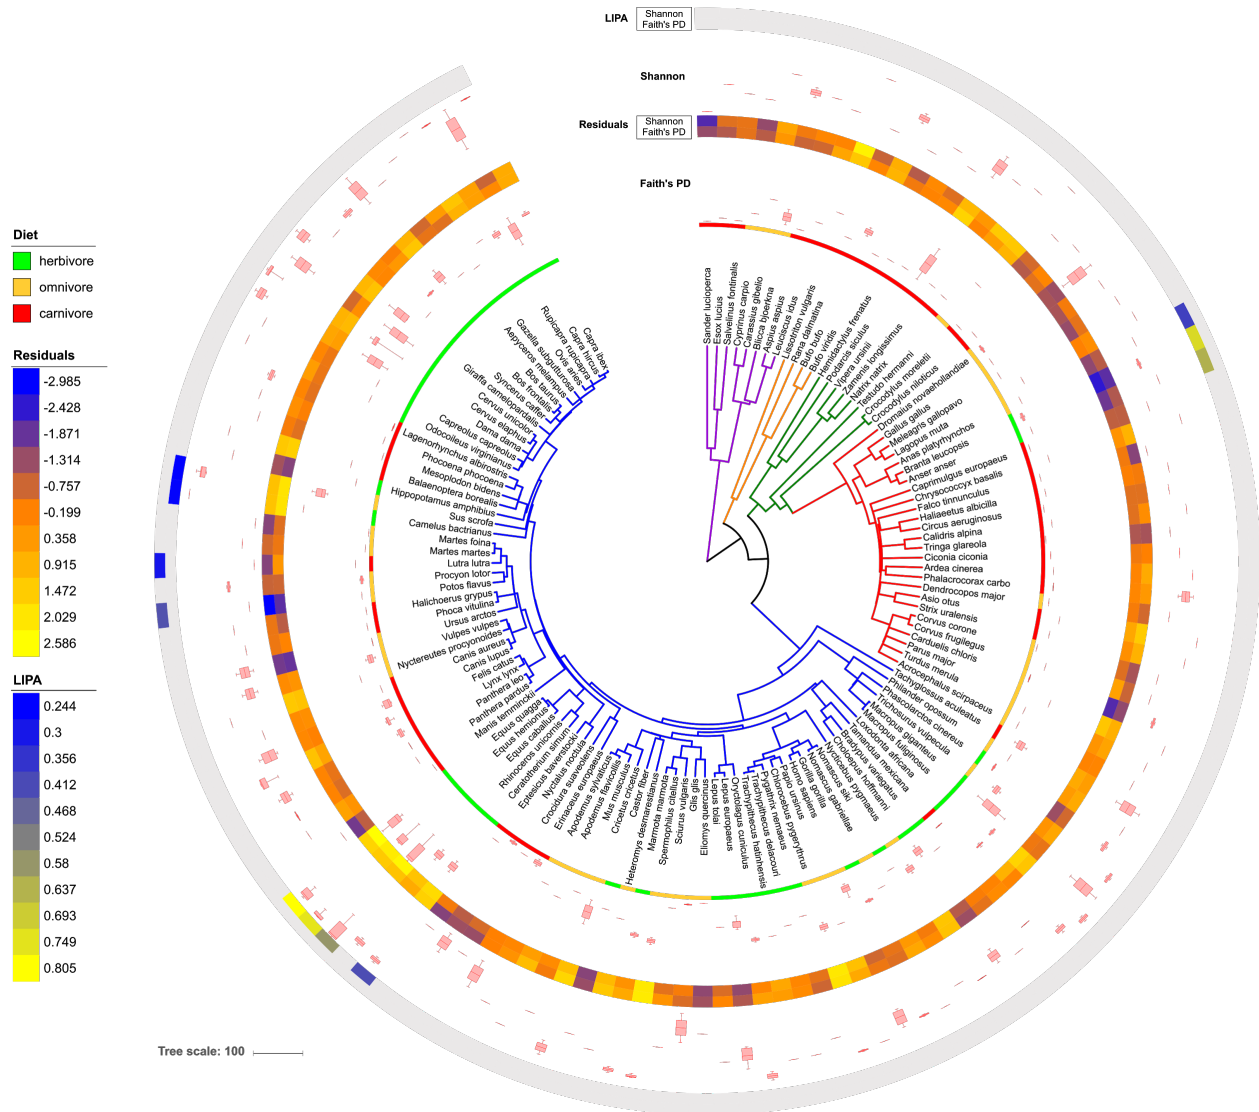 LIPA
Shannon
Faith's PD
Shannon
Residuals
Shannon
Faith's PD
Faith's PD
Diet
herbivore
omnivore
carnivore
Residuals
-2.985
-2.428
-1.871
-1.314
-0.757
-0.199
0.358
0.915
1.472
2.029
2.586
LIPA
0.244
0.3
0.356
0.412
0.468
0.524
0.58
0.637
0.693
0.749
0.805
Tree scale: 100
Sander lucioperca
Esox lucius
Salvelinus fontinalis
Cyprinus carpio
Carassius gibelio
Blicca bjoerkna
Aspius aspius
Leuciscus idus
Lissotriton vulgaris
Rana dalmatina
Bufo bufo
Bufo viridis
Hemidactylus frenatus
Podarcis siculus
Vipera ursinii
Zamenis longissimus
Natrix natrix
Testudo hermanni
Crocodylus moreletii
Crocodylus niloticus
Dromaius novaehollandiae
Gallus gallus
Meleagris gallopavo
Lagopus muta
Anas platyrhynchos
Branta leucopsis
Anser anser
Caprimulgus europaeus
Chrysococcyx basalis
Falco tinnunculus
Haliaeetus albicilla
Circus aeruginosus
Calidris alpina
Tringa glareola
Ciconia ciconia
Ardea cinerea
Phalacrocorax carbo
Dendrocopos major
Asio otus
Strix uralensis
Corvus corone
Corvus frugilegus
Carduelis chloris
Parus major
Turdus merula
Acrocephalus scirpaceus
Tachyglossus aculeatus
Philander opossum
Phascolarctos cinereus
Trichosurus vulpecula
Macropus giganteus
Macropus fuliginosus
Loxodonta africana
Tamandua mexicana
Bradypus variegatus
Choloepus hoffmanni
Nycticebus pygmaeus
Nomascus siki
Nomascus gabriellae
Gorilla gorilla
Homo sapiens
Papio ursinus
Chlorocebus pygerythrus
Pygathrix nemaeus
Trachypithecus delacouri
Trachypithecus hatinhensis
Oryctolagus cuniculus
Lepus europaeus
Lepus tolai
Eliomys quercinus
Glis glis
Sciurus vulgaris
Spermophilus citellus
Marmota marmota
Heteromys desmarestianus
Castor fiber
Cricetus cricetus
Mus musculus
Apodemus flavicollis
Apodemus sylvaticus
Erinaceus europaeus
Crocidura suaveolens
Nyctalus noctula
Eptesicus baverstocki
Ceratotherium simum
Rhinoceros unicornis
Equus caballus
Equus hemionus
Equus quagga
Manis temminckii
Panthera pardus
Panthera leo
Lynx lynx
Felis catus
Canis lupus
Canis aureus
Nyctereutes procyonoides
Vulpes vulpes
Ursus arctos
Phoca vitulina
Halichoerus grypus
Potos flavus
Procyon lotor
Lutra lutra
Martes martes
Martes foina
Camelus bactrianus
Sus scrofa
Hippopotamus amphibius
Balaenoptera borealis
Mesoplodon bidens
Phocoena phocoena
Lagenorhynchus albirostris
Odocoileus virginianus
Capreolus capreolus
Dama dama
Cervus elaphus
Cervus unicolor
Giraffa camelopardalis
Syncerus caffer
Bos frontalis
Bos taurus
Aepyceros melampus
Gazella subgutturosa
Ovis aries
Rupicapra rupicapra
Capra hircus
Capra ibex